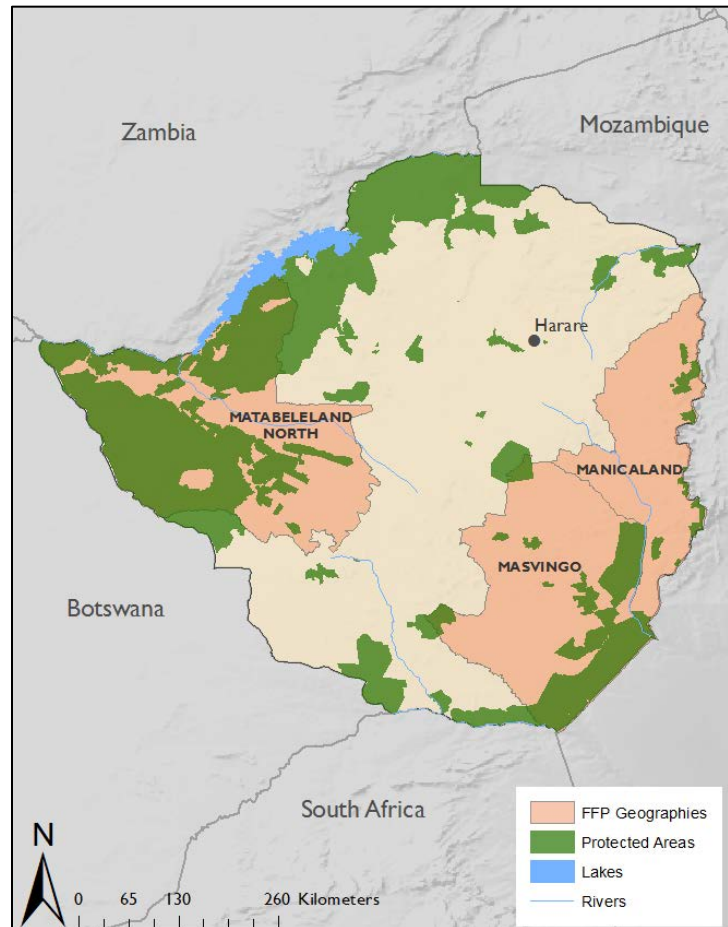 Zambia
Mozambique
Harare
MATABELELAND
NORTH
MANICALAND
MASVINGO
Botswana
South Africa
FFP Geographies
Protected Areas
Lakes
Rivers
N
0 65 130 260 Kilometers